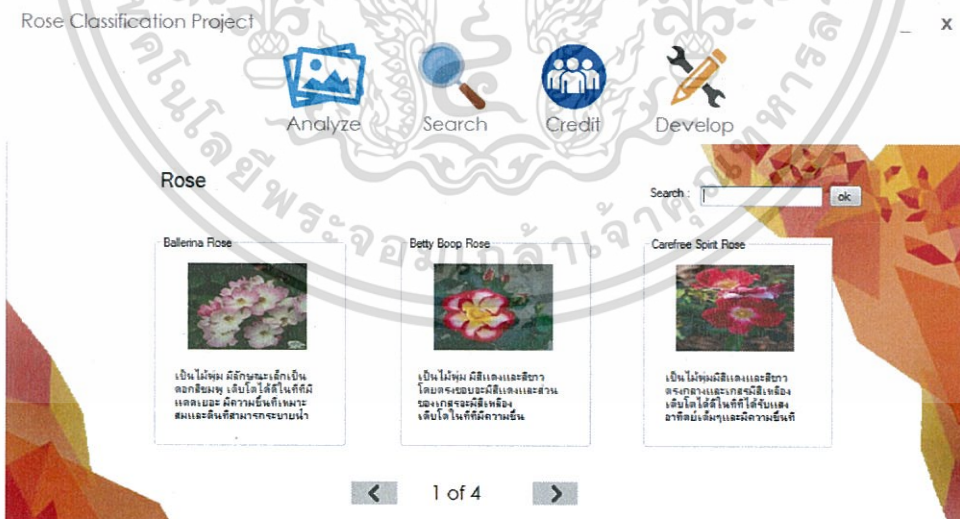 Rose Classification Project
_ X
Analyze Search Credit Develop
Rose
Search : ok
Ballerina Rose
เป็นไม้พุ่ม มีลักษณะเล็กเป็น
ดอกสีชมพู เติบโตได้ดีในที่ที่มี
แดดเยอะ มีความชื้นที่เหมาะ
สมและดินที่สามารถระบายน้ำ
Betty Boop Rose
เป็นไม้พุ่ม มีสีแดงและสีขาว
โดยตรงขอบจะมีสีแดงและส่วน
ของเกสรจะมีสีเหลือง
เติบโตในที่ที่มีความชื้น
Carefree Spirit Rose
เป็นไม้พุ่มมีสีแดงและสีขาว
ตรงกลางและเกสรมีสีเหลือง
เติบโตได้ดีในที่ที่ได้รับแสง
อาทิตย์เต็มๆและมีความชื้นที่
1 of 4